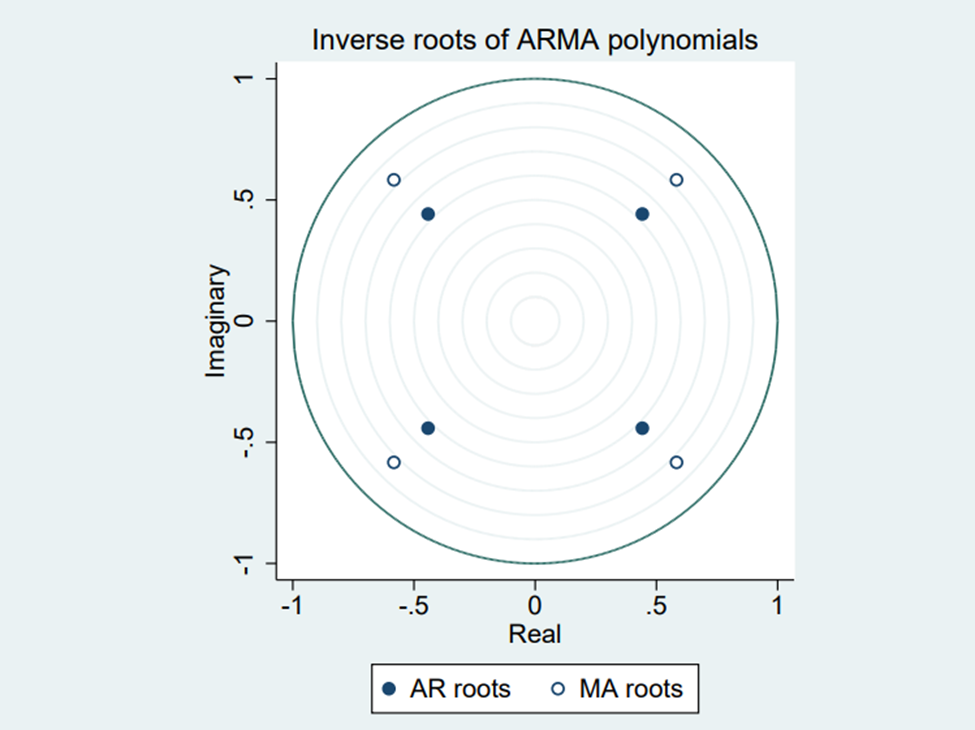 Inverse roots of ARMA polynomials
1
.5
0
-.5
-1
Imaginary
-1 -.5 0 .5 1
Real
AR roots MA roots